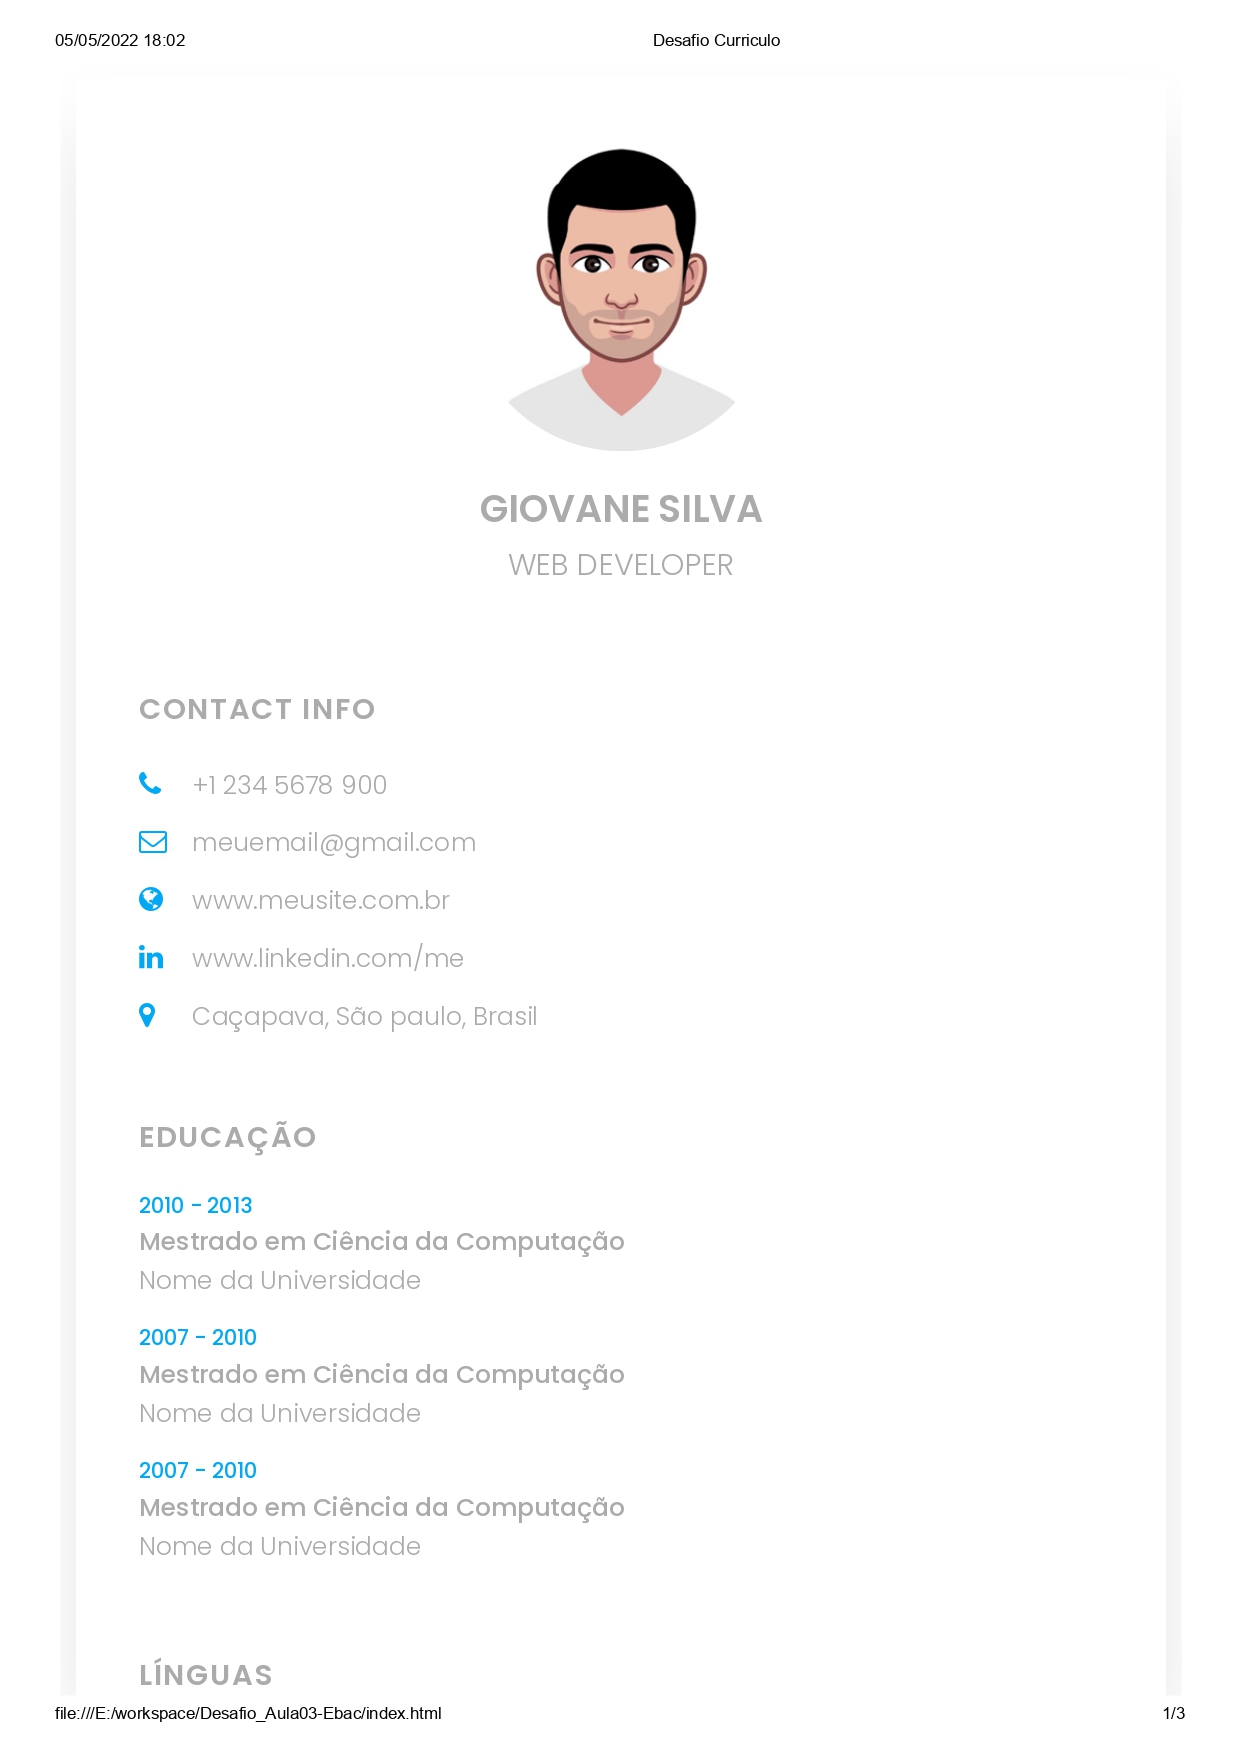 05/05/2022 18:02
Desafio Curriculo
GIOVANE SILVA
WEB DEVELOPER
CONTACT INFO
+1 234 5678 900
meuemail@gmail.com
www.meusite.com.br
www.linkedin.com/me
Caçapava, São paulo, Brasil
EDUCAÇÃO
2010 - 2013
Mestrado em Ciência da Computação
Nome da Universidade
2007 - 2010
Mestrado em Ciência da Computação
Nome da Universidade
2007 - 2010
Mestrado em Ciência da Computação
Nome da Universidade
LÍNGUAS
file:///E:/workspace/Desafio_Aula03-Ebac/index.html
1/3